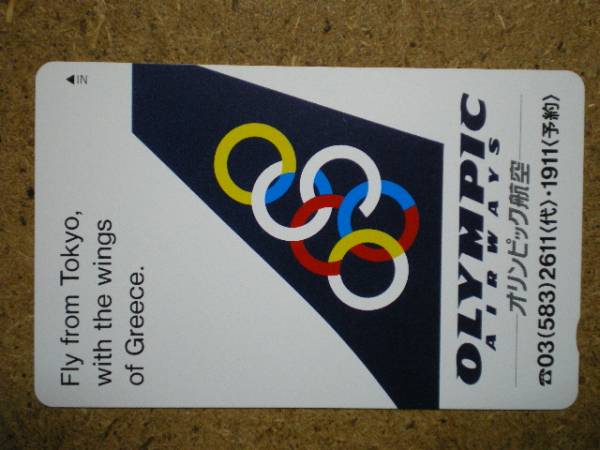 ◀IN
Fly from Tokyo,
with the wings
of Greece.
OLYMPIC
AIRWAYS
オリンピック航空
☎03(583)2611〈代〉·1911〈予約〉